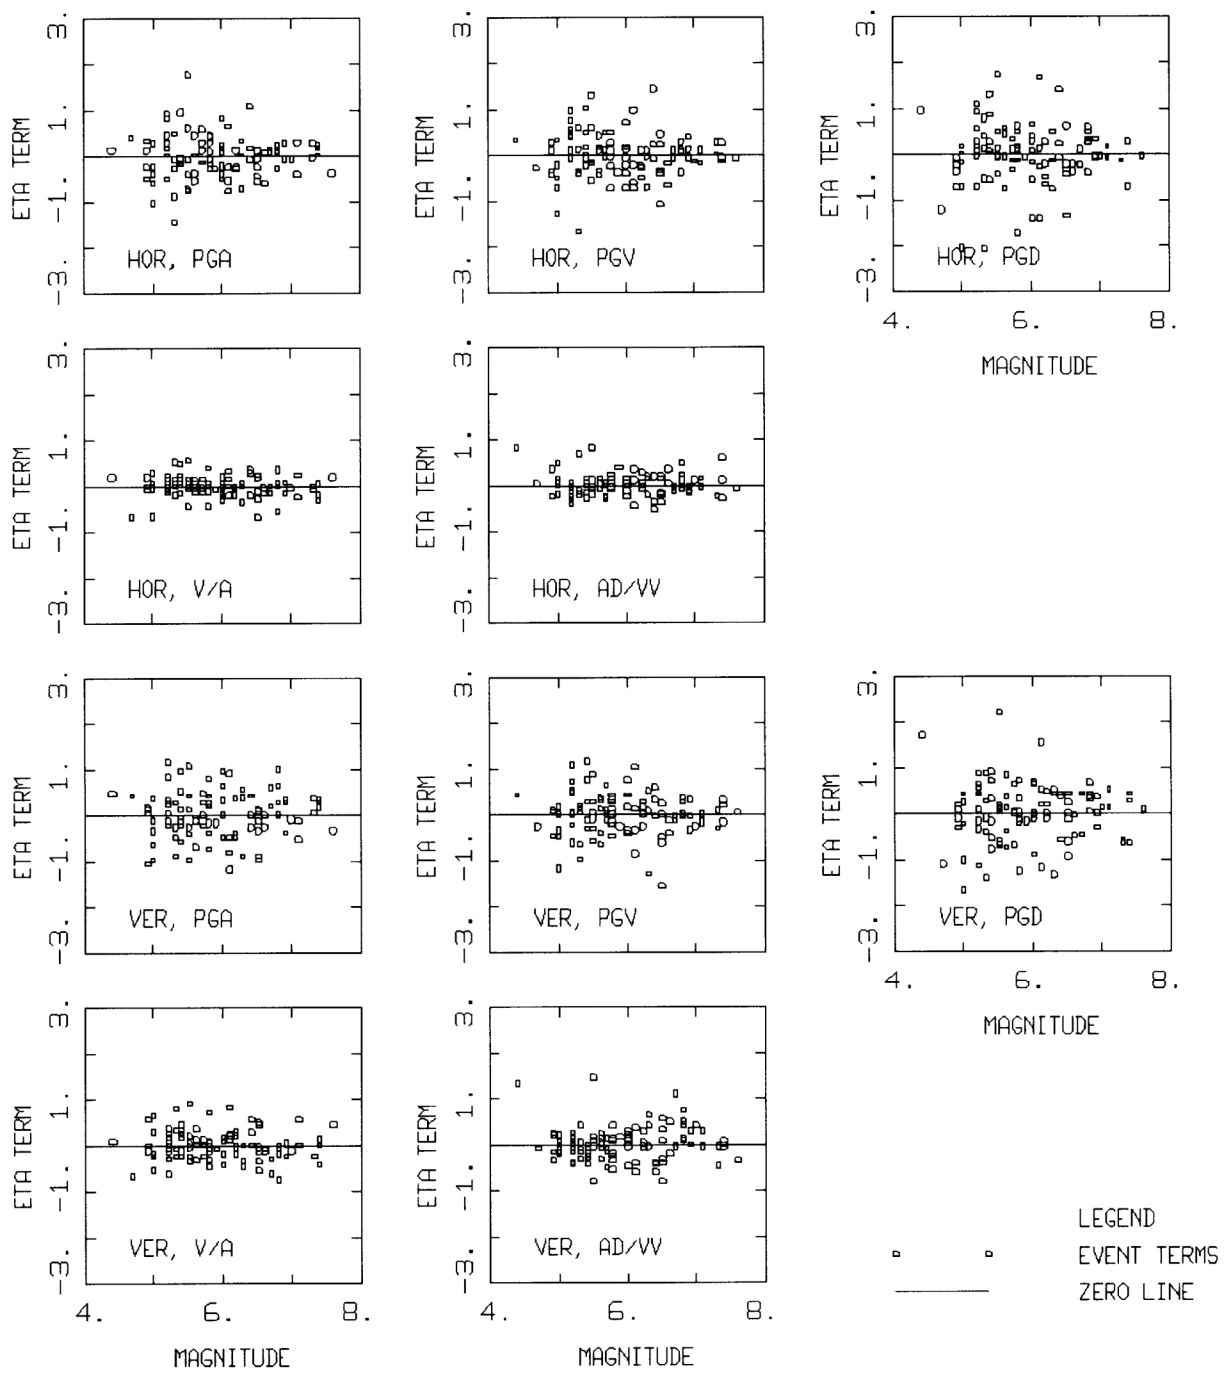 3.
1.
-1.
-3.
ETA TERM
HOR, PGA
3.
1.
-1.
-3.
ETA TERM
HOR, PGV
3.
1.
-1.
-3.
ETA TERM
HOR, PGD
4. 6. 8.
MAGNITUDE
3.
1.
-1.
-3.
ETA TERM
HOR, V/A
3.
1.
-1.
-3.
ETA TERM
HOR, AD/VV
3.
1.
-1.
-3.
ETA TERM
VER, PGA
3.
1.
-1.
-3.
ETA TERM
VER, PGV
3.
1.
-1.
-3.
ETA TERM
VER, PGD
4. 6. 8.
MAGNITUDE
3.
1.
-1.
-3.
ETA TERM
VER, V/A
4. 6. 8.
MAGNITUDE
3.
1.
-1.
-3.
ETA TERM
VER, AD/VV
4. 6. 8.
MAGNITUDE
LEGEND
EVENT TERMS
ZERO LINE